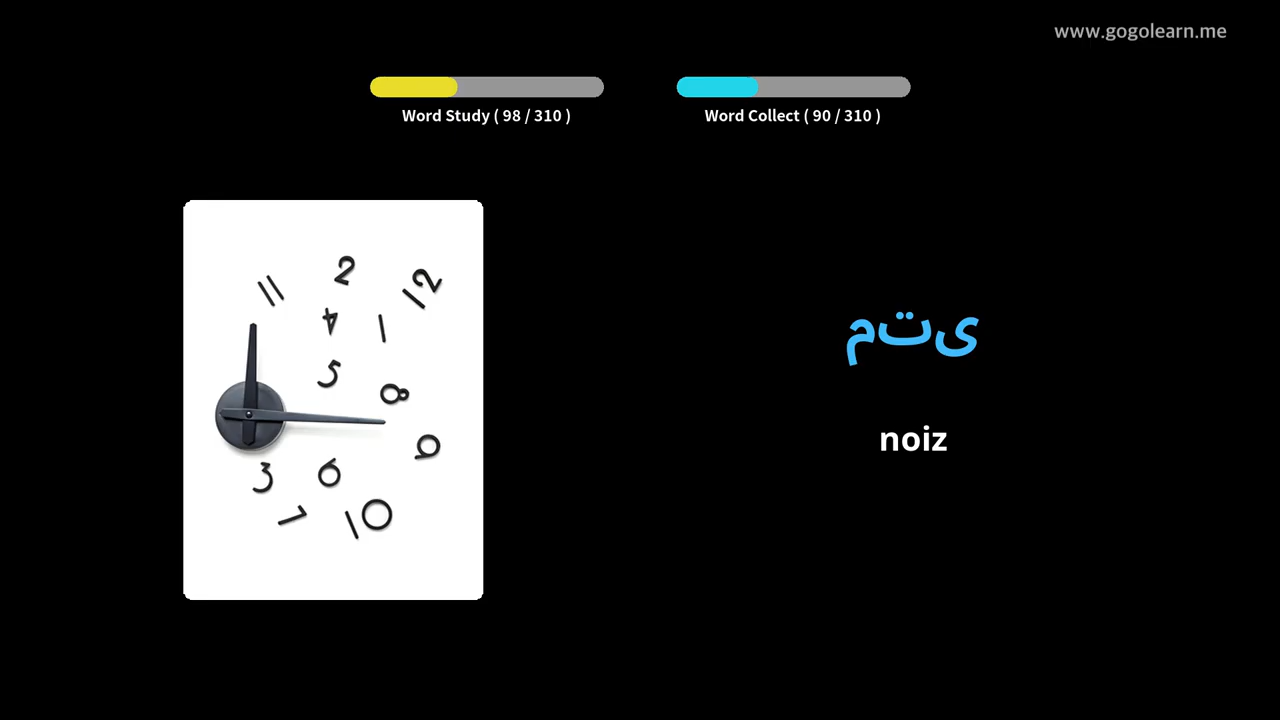 www.gogolearn.me
Word Study ( 98 / 310 )
Word Collect ( 90 / 310 )
11 2 12
4 1
5
8
9
3 6
7 10
ىتم
noiz